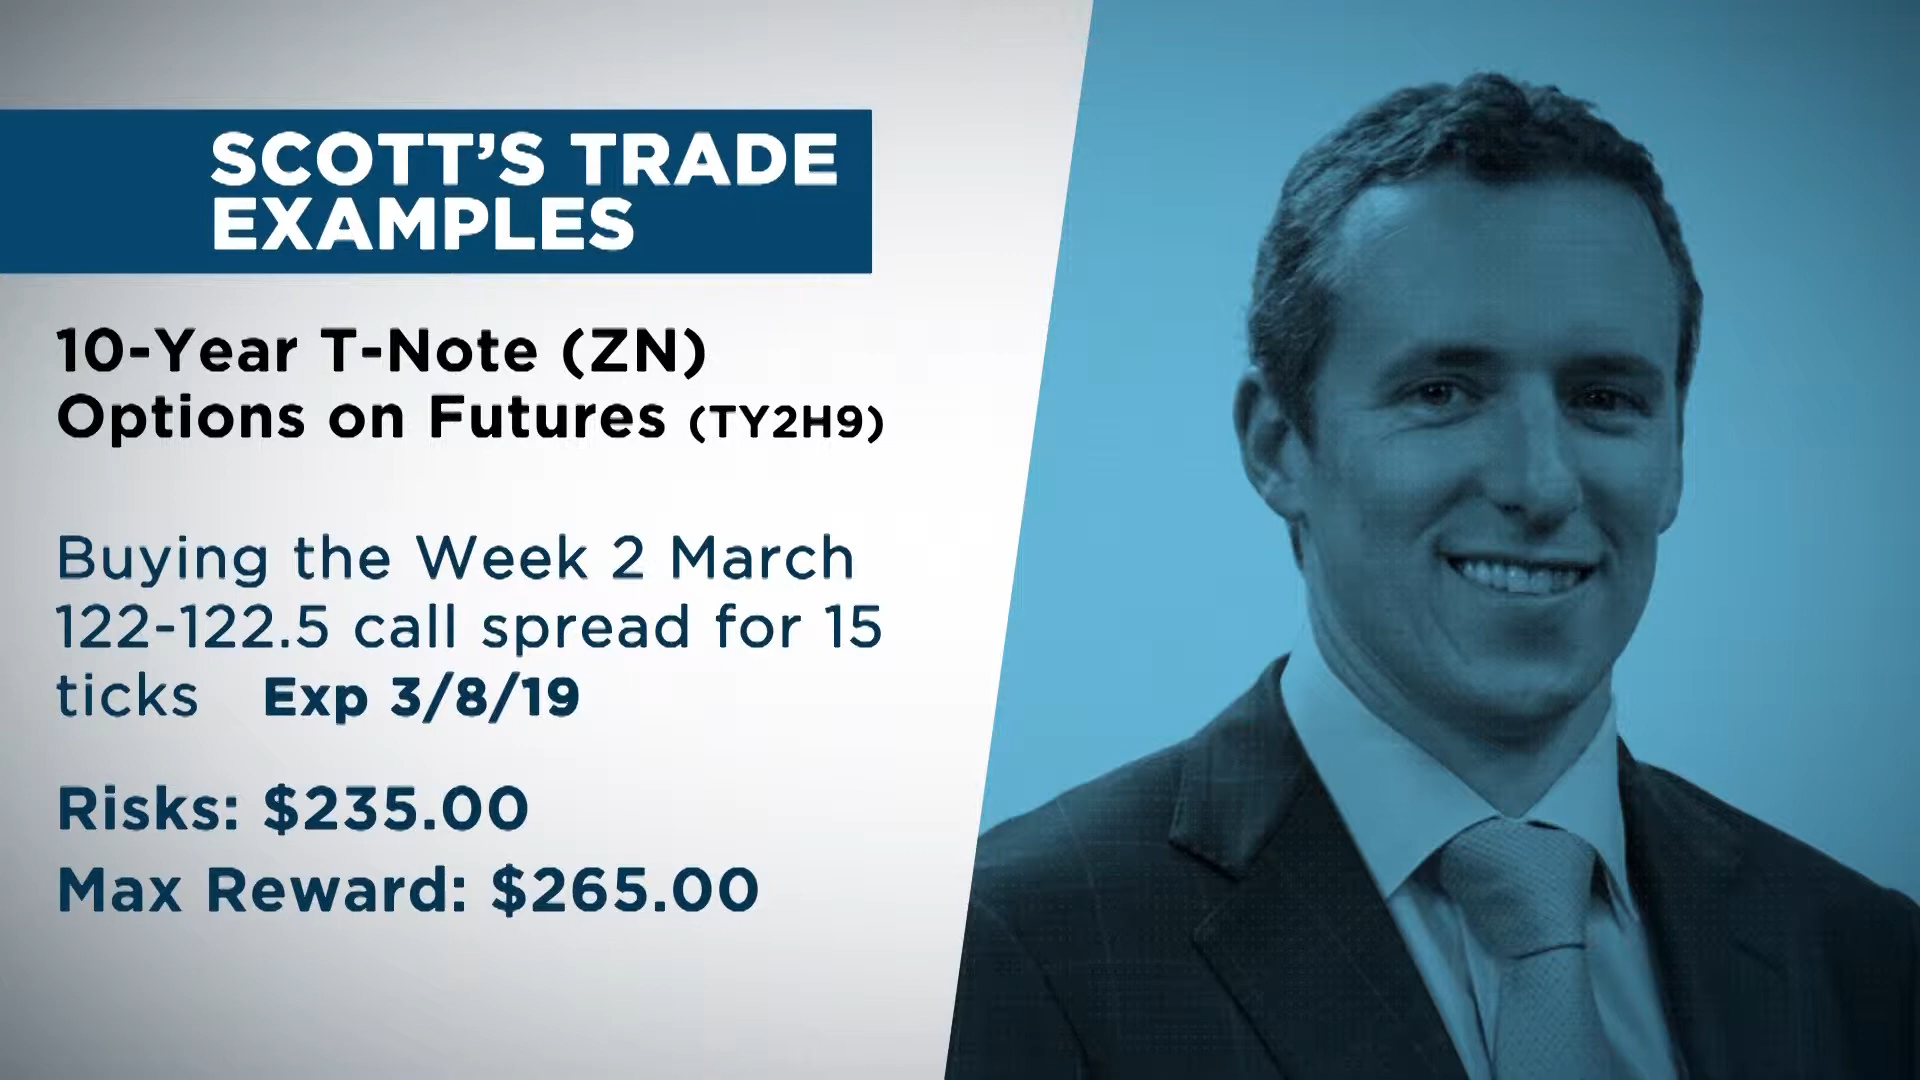 SCOTT'S TRADE
EXAMPLES
10-Year T-Note (ZN)
Options on Futures (TY2H9)
Buying the Week 2 March
122-122.5 call spread for 15
ticks Exp 3/8/19
Risks: $235.00
Max Reward: $265.00